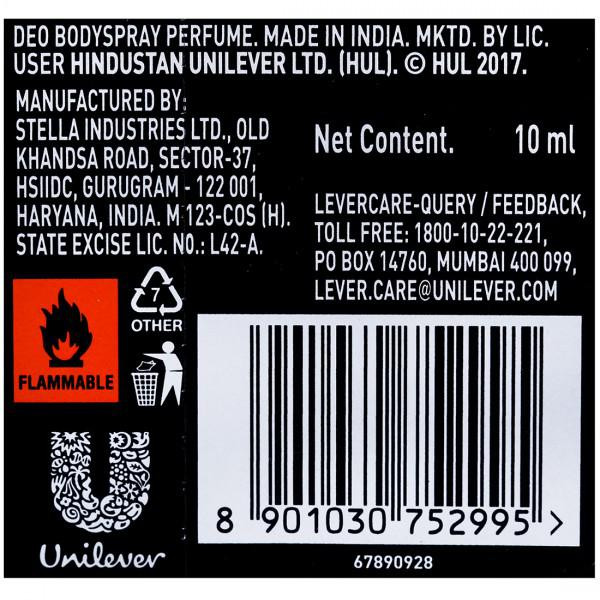 DEO BODYSPRAY PERFUME. MADE IN INDIA. MKTD. BY LIC.
USER HINDUSTAN UNILEVER LTD. (HUL). © HUL 2017.
MANUFACTURED BY:
STELLA INDUSTRIES LTD., OLD
KHANDSA ROAD, SECTOR-37,
HSIIDC, GURUGRAM - 122 001,
HARYANA, INDIA. M 123-COS (H).
STATE EXCISE LIC. No.: L42-A.
Net Content. 10 ml
LEVERCARE-QUERY / FEEDBACK,
TOLL FREE: 1800-10-22-221,
PO BOX 14760, MUMBAI 400 099,
LEVER.CARE@UNILEVER.COM
FLAMMABLE
7
OTHER
Unilever
8 901030 752995 >
67890928